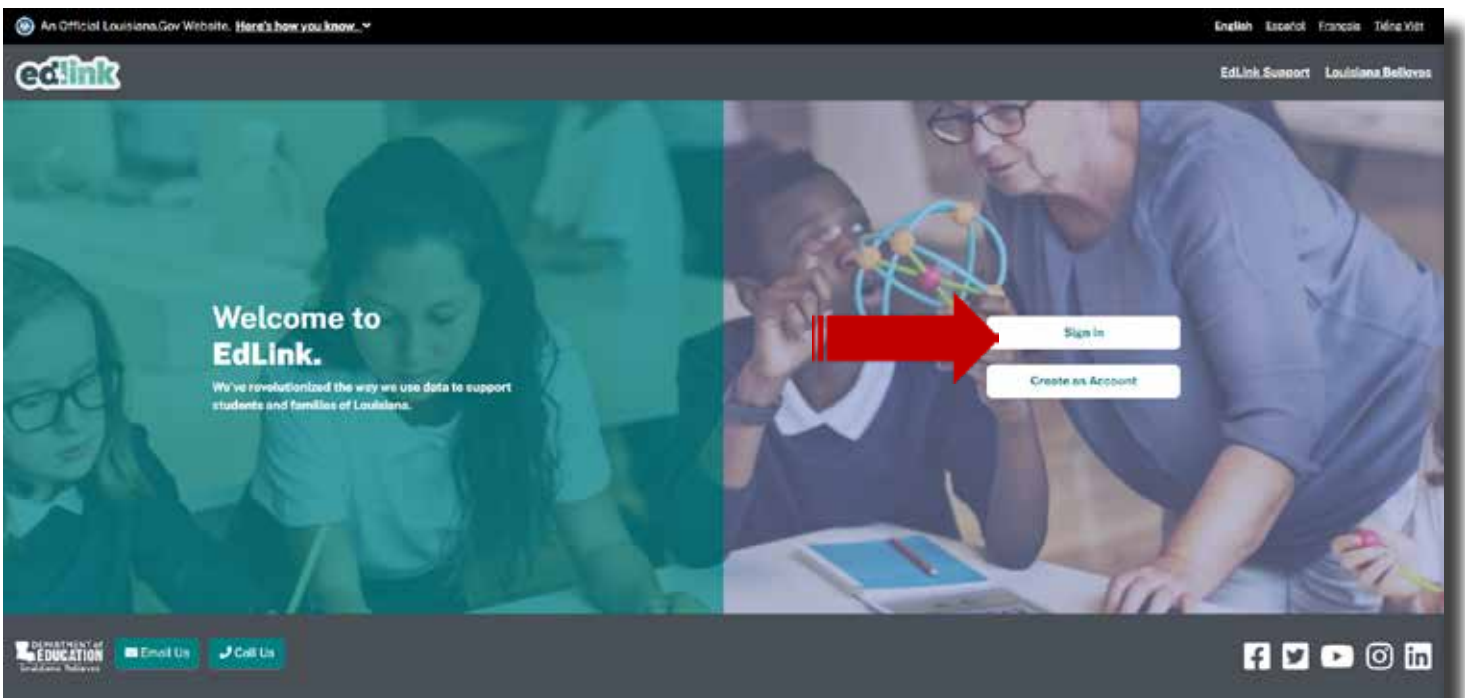 An Official Louisiana.Gov Website. Here's how you know.
English Español Français Tiếng Việt
edlink
EdLink Support Louisiana Believes
Welcome to
EdLink.
We've revolutionized the way we use data to support
students and families of Louisiana.
Sign In
Create an Account
DEPARTMENT of
EDUCATION
Louisiana Believes
Email Us Call Us